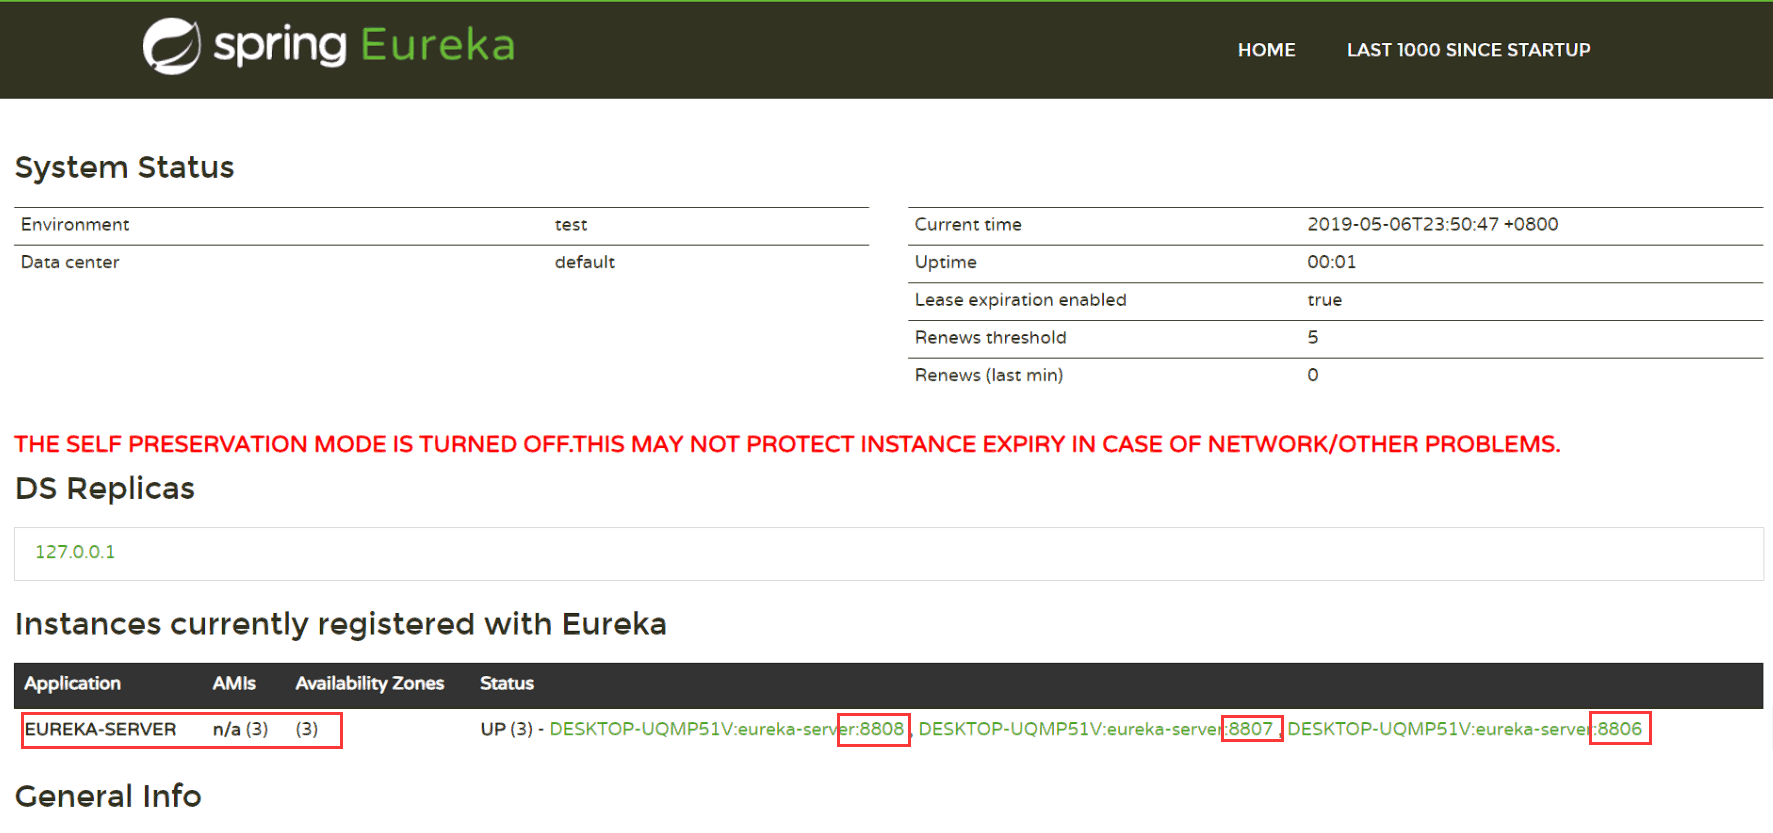 spring Eureka
HOME LAST 1000 SINCE STARTUP
System Status
Environment test
Data center default
Current time 2019-05-06T23:50:47 +0800
Uptime 00:01
Lease expiration enabled true
Renews threshold 5
Renews (last min) 0
THE SELF PRESERVATION MODE IS TURNED OFF.THIS MAY NOT PROTECT INSTANCE EXPIRY IN CASE OF NETWORK/OTHER PROBLEMS.
DS Replicas
127.0.0.1
Instances currently registered with Eureka
Application AMIs Availability Zones Status
EUREKA-SERVER n/a (3) (3) UP (3) - DESKTOP-UQMP51V:eureka-server:8808 , DESKTOP-UQMP51V:eureka-server:8807 , DESKTOP-UQMP51V:eureka-server:8806
General Info